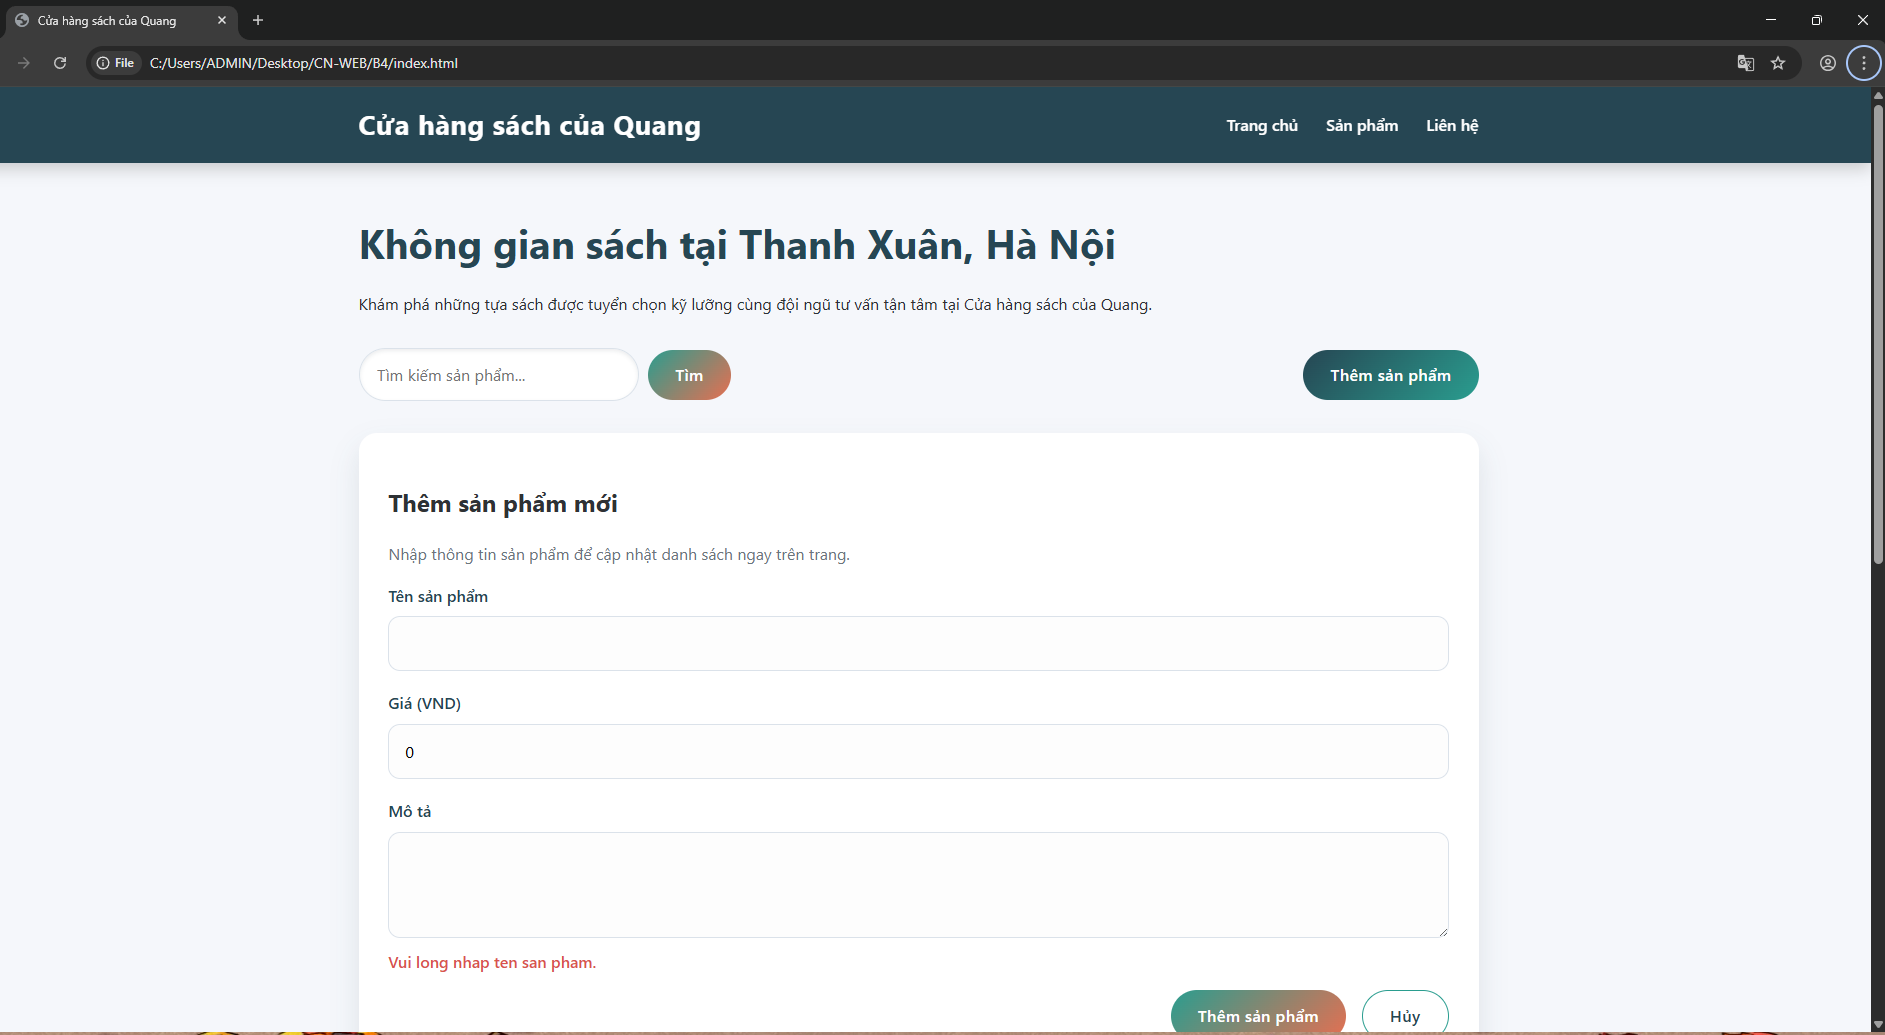 Cửa hàng sách của Quang
File
C:/Users/ADMIN/Desktop/CN-WEB/B4/index.html
Cửa hàng sách của Quang
Trang chủ
Sản phẩm
Liên hệ
Không gian sách tại Thanh Xuân, Hà Nội
Khám phá những tựa sách được tuyển chọn kỹ lưỡng cùng đội ngũ tư vấn tận tâm tại Cửa hàng sách của Quang.
Tìm kiếm sản phẩm...
Tìm
Thêm sản phẩm
Thêm sản phẩm mới
Nhập thông tin sản phẩm để cập nhật danh sách ngay trên trang.
Tên sản phẩm
Giá (VND)
0
Mô tả
Vui long nhap ten san pham.
Thêm sản phẩm
Hủy